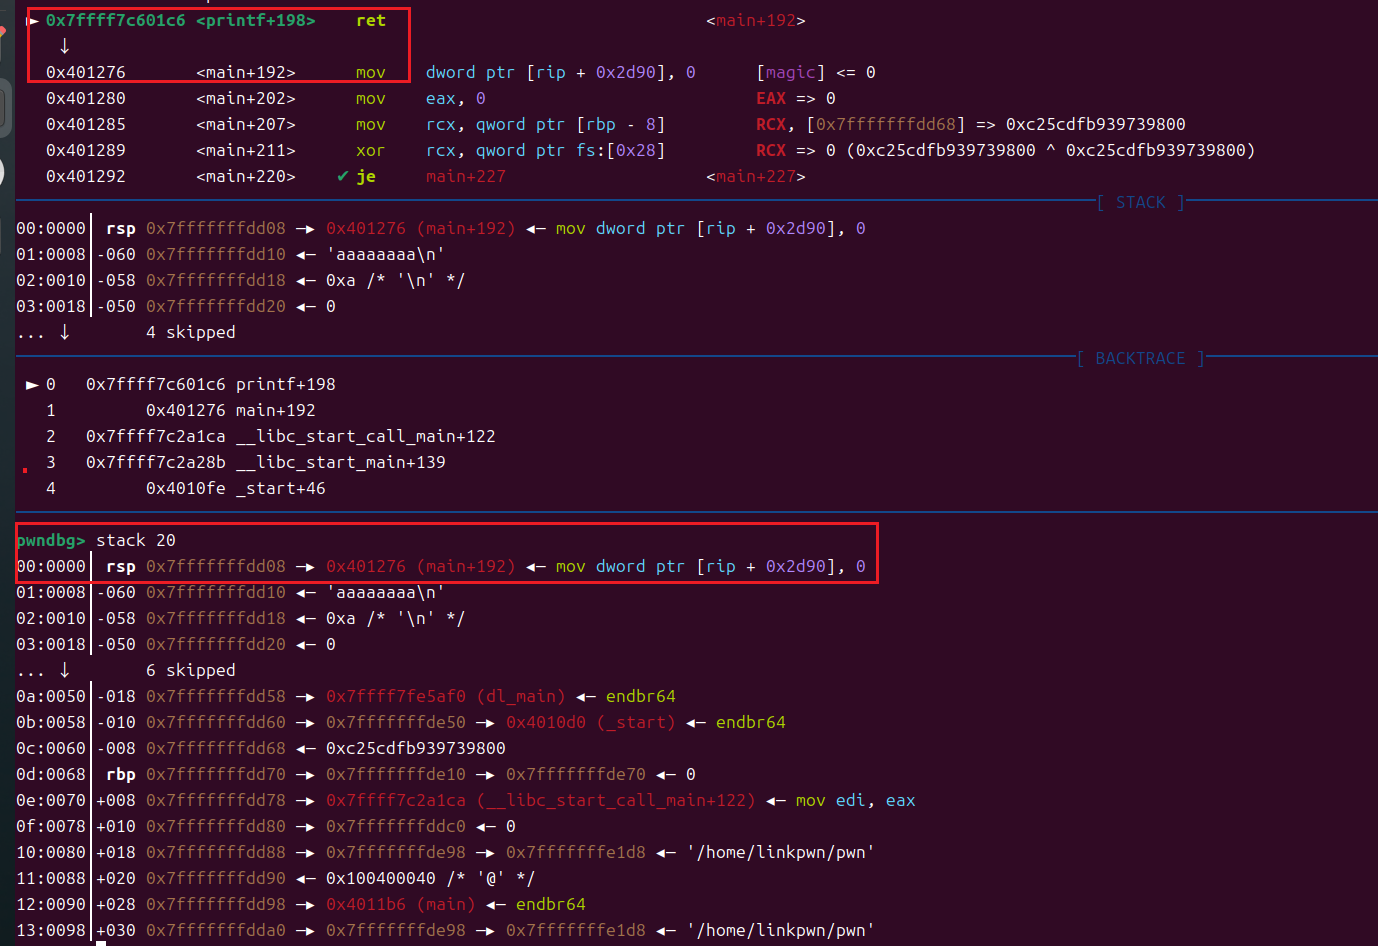 ► 0x7ffff7c601c6 <printf+198> ret <main+192>
↓
0x401276 <main+192> mov dword ptr [rip + 0x2d90], 0 [magic] <= 0
0x401280 <main+202> mov eax, 0 EAX => 0
0x401285 <main+207> mov rcx, qword ptr [rbp - 8] RCX, [0x7fffffffdd68] => 0xc25cdfb939739800
0x401289 <main+211> xor rcx, qword ptr fs:[0x28] RCX => 0 (0xc25cdfb939739800 ^ 0xc25cdfb939739800)
0x401292 <main+220> ✔ je main+227 <main+227>
[ STACK ]
00:0000│ rsp 0x7fffffffdd08 —▸ 0x401276 (main+192) ◂— mov dword ptr [rip + 0x2d90], 0
01:0008│-060 0x7fffffffdd10 ◂— 'aaaaaaaa\n'
02:0010│-058 0x7fffffffdd18 ◂— 0xa /* '\n' */
03:0018│-050 0x7fffffffdd20 ◂— 0
... ↓ 4 skipped
[ BACKTRACE ]
► 0 0x7ffff7c601c6 printf+198
1 0x401276 main+192
2 0x7ffff7c2a1ca __libc_start_call_main+122
3 0x7ffff7c2a28b __libc_start_main+139
4 0x4010fe _start+46
pwndbg> stack 20
00:0000│ rsp 0x7fffffffdd08 —▸ 0x401276 (main+192) ◂— mov dword ptr [rip + 0x2d90], 0
01:0008│-060 0x7fffffffdd10 ◂— 'aaaaaaaa\n'
02:0010│-058 0x7fffffffdd18 ◂— 0xa /* '\n' */
03:0018│-050 0x7fffffffdd20 ◂— 0
... ↓ 6 skipped
0a:0050│-018 0x7fffffffdd58 —▸ 0x7ffff7fe5af0 (dl_main) ◂— endbr64
0b:0058│-010 0x7fffffffdd60 —▸ 0x7fffffffde50 —▸ 0x4010d0 (_start) ◂— endbr64
0c:0060│-008 0x7fffffffdd68 ◂— 0xc25cdfb939739800
0d:0068│ rbp 0x7fffffffdd70 —▸ 0x7fffffffde10 —▸ 0x7fffffffde70 ◂— 0
0e:0070│+008 0x7fffffffdd78 —▸ 0x7ffff7c2a1ca (__libc_start_call_main+122) ◂— mov edi, eax
0f:0078│+010 0x7fffffffdd80 —▸ 0x7fffffffddc0 ◂— 0
10:0080│+018 0x7fffffffdd88 —▸ 0x7fffffffde98 —▸ 0x7fffffffe1d8 ◂— '/home/linkpwn/pwn'
11:0088│+020 0x7fffffffdd90 ◂— 0x100400040 /* '@' */
12:0090│+028 0x7fffffffdd98 —▸ 0x4011b6 (main) ◂— endbr64
13:0098│+030 0x7fffffffdda0 —▸ 0x7fffffffde98 —▸ 0x7fffffffe1d8 ◂— '/home/linkpwn/pwn'